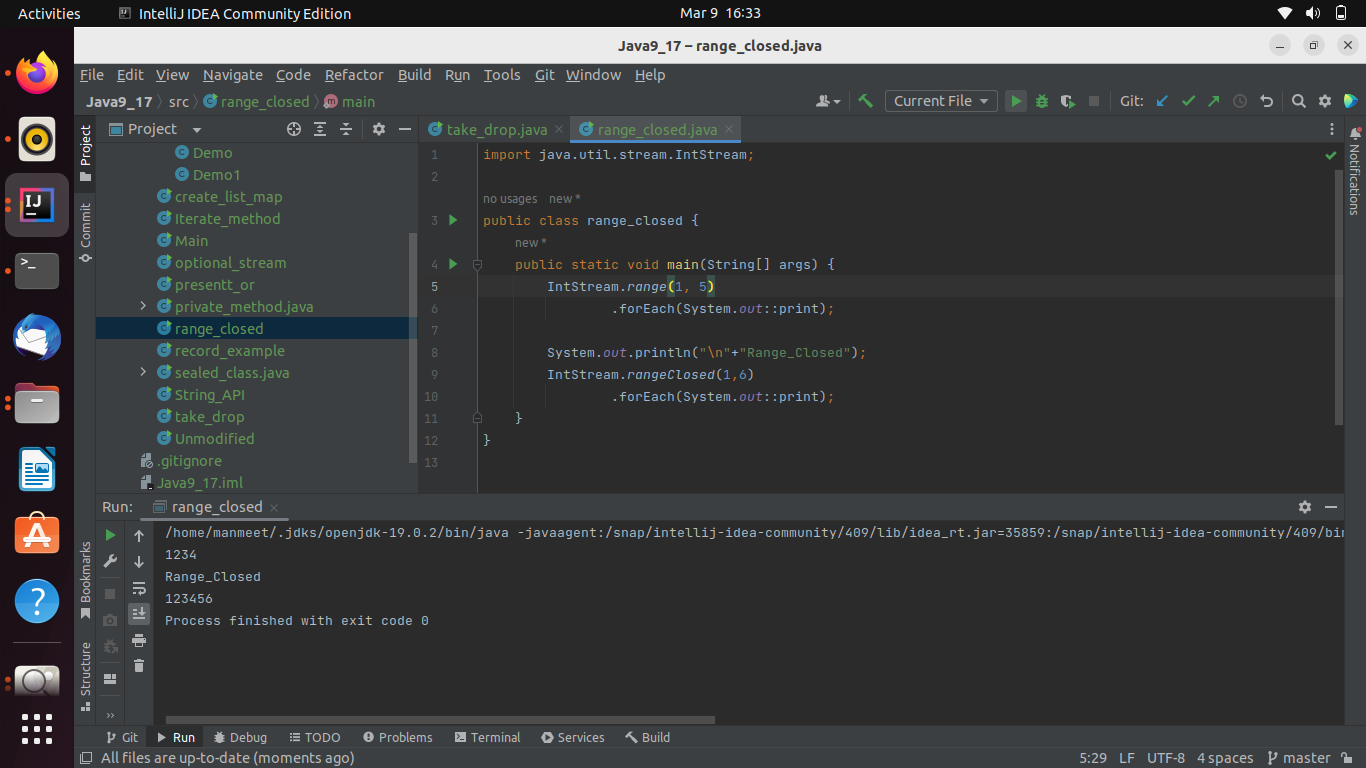 Activities
IntelliJ IDEA Community Edition
Mar 9 16:33
Java9_17 – range_closed.java
File Edit View Navigate Code Refactor Build Run Tools Git Window Help
Java9_17 src range_closed main
Current File
Git:
Project
take_drop.java
range_closed.java
Project
Commit
Bookmarks
Structure
Notifications
Demo
Demo1
create_list_map
Iterate_method
Main
optional_stream
presentt_or
private_method.java
range_closed
record_example
sealed_class.java
String_API
take_drop
Unmodified
.gitignore
Java9_17.iml
1 import java.util.stream.IntStream;
2
no usages new *
3 public class range_closed {
new *
4 public static void main(String[] args) {
5 IntStream.range(1, 5)
6 .forEach(System.out::print);
7
8 System.out.println("\n"+"Range_Closed");
9 IntStream.rangeClosed(1,6)
10 .forEach(System.out::print);
11 }
12 }
13
Run: range_closed
/home/manmeet/.jdks/openjdk-19.0.2/bin/java -javaagent:/snap/intellij-idea-community/409/lib/idea_rt.jar=35859:/snap/intellij-idea-community/409/bin
1234
Range_Closed
123456
Process finished with exit code 0
Git Run Debug TODO Problems Terminal Services Build
All files are up-to-date (moments ago)
5:29 LF UTF-8 4 spaces master